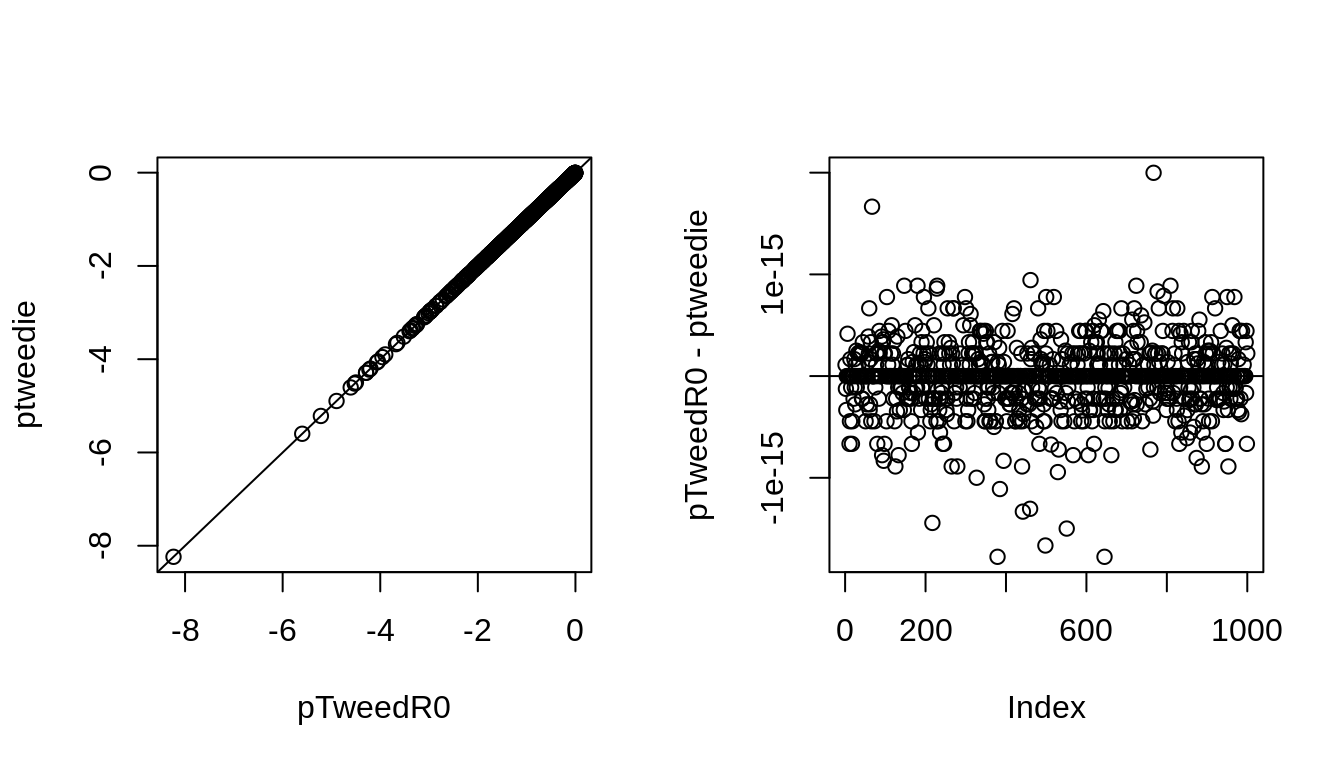 ptweedie
0
-2
-4
-6
-8
-8 -6 -4 -2 0
pTweedR0
pTweedR0 - ptweedie
1e-15
-1e-15
0 200 600 1000
Index